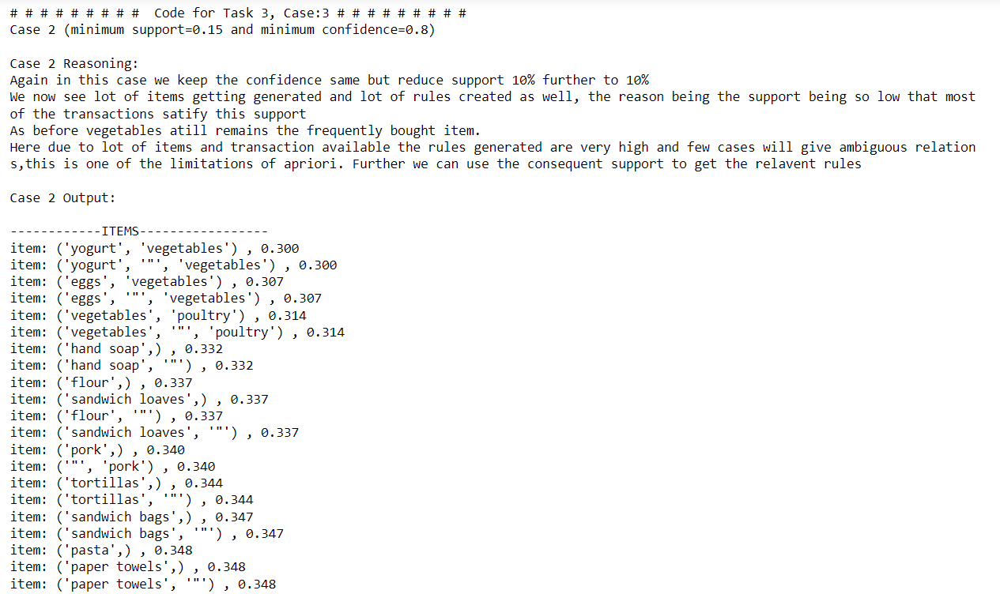 # # # # # # # # #  Code for Task 3, Case:3 # # # # # # # # #
Case 2 (minimum support=0.15 and minimum confidence=0.8)
Case 2 Reasoning:
Again in this case we keep the confidence same but reduce support 10% further to 10%
We now see lot of items getting generated and lot of rules created as well, the reason being the support being so low that most
of the transactions satify this support
As before vegetables atill remains the frequently bought item.
Here due to lot of items and transaction available the rules generated are very high and few cases will give ambiguous relation
s,this is one of the limitations of apriori. Further we can use the consequent support to get the relavent rules
Case 2 Output:
------------ITEMS-----------------
item: ('yogurt', 'vegetables') , 0.300
item: ('yogurt', '"', 'vegetables') , 0.300
item: ('eggs', 'vegetables') , 0.307
item: ('eggs', '"', 'vegetables') , 0.307
item: ('vegetables', 'poultry') , 0.314
item: ('vegetables', '"', 'poultry') , 0.314
item: ('hand soap',) , 0.332
item: ('hand soap', '"') , 0.332
item: ('flour',) , 0.337
item: ('sandwich loaves',) , 0.337
item: ('flour', '"') , 0.337
item: ('sandwich loaves', '"') , 0.337
item: ('pork',) , 0.340
item: ('"', 'pork') , 0.340
item: ('tortillas',) , 0.344
item: ('tortillas', '"') , 0.344
item: ('sandwich bags',) , 0.347
item: ('sandwich bags', '"') , 0.347
item: ('pasta',) , 0.348
item: ('paper towels',) , 0.348
item: ('paper towels', '"') , 0.348